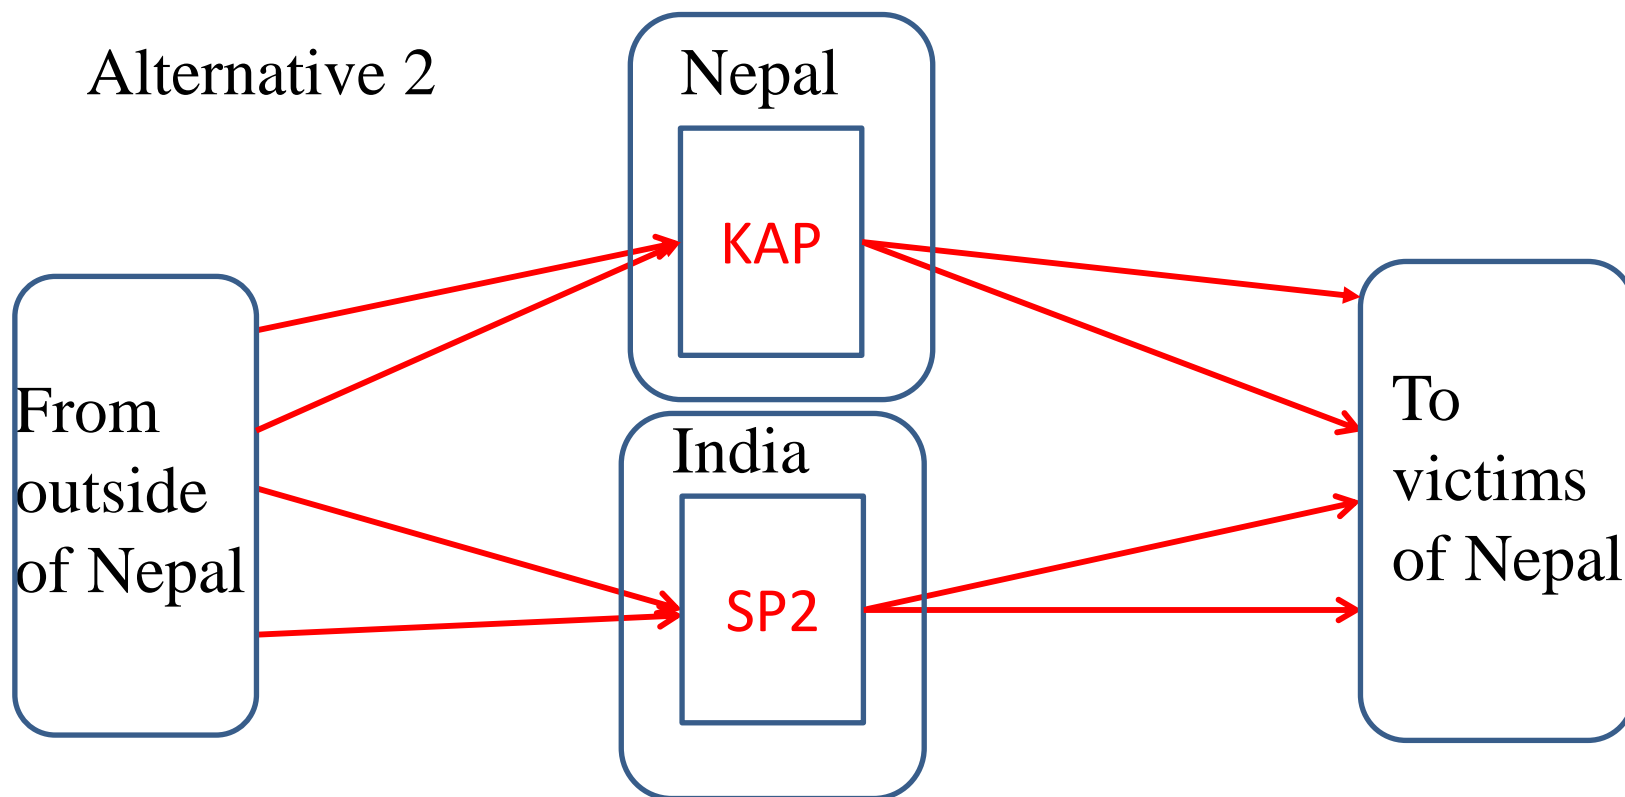 Alternative 2
Nepal
KAP
From
outside
of Nepal
India
SP2
To
victims
of Nepal